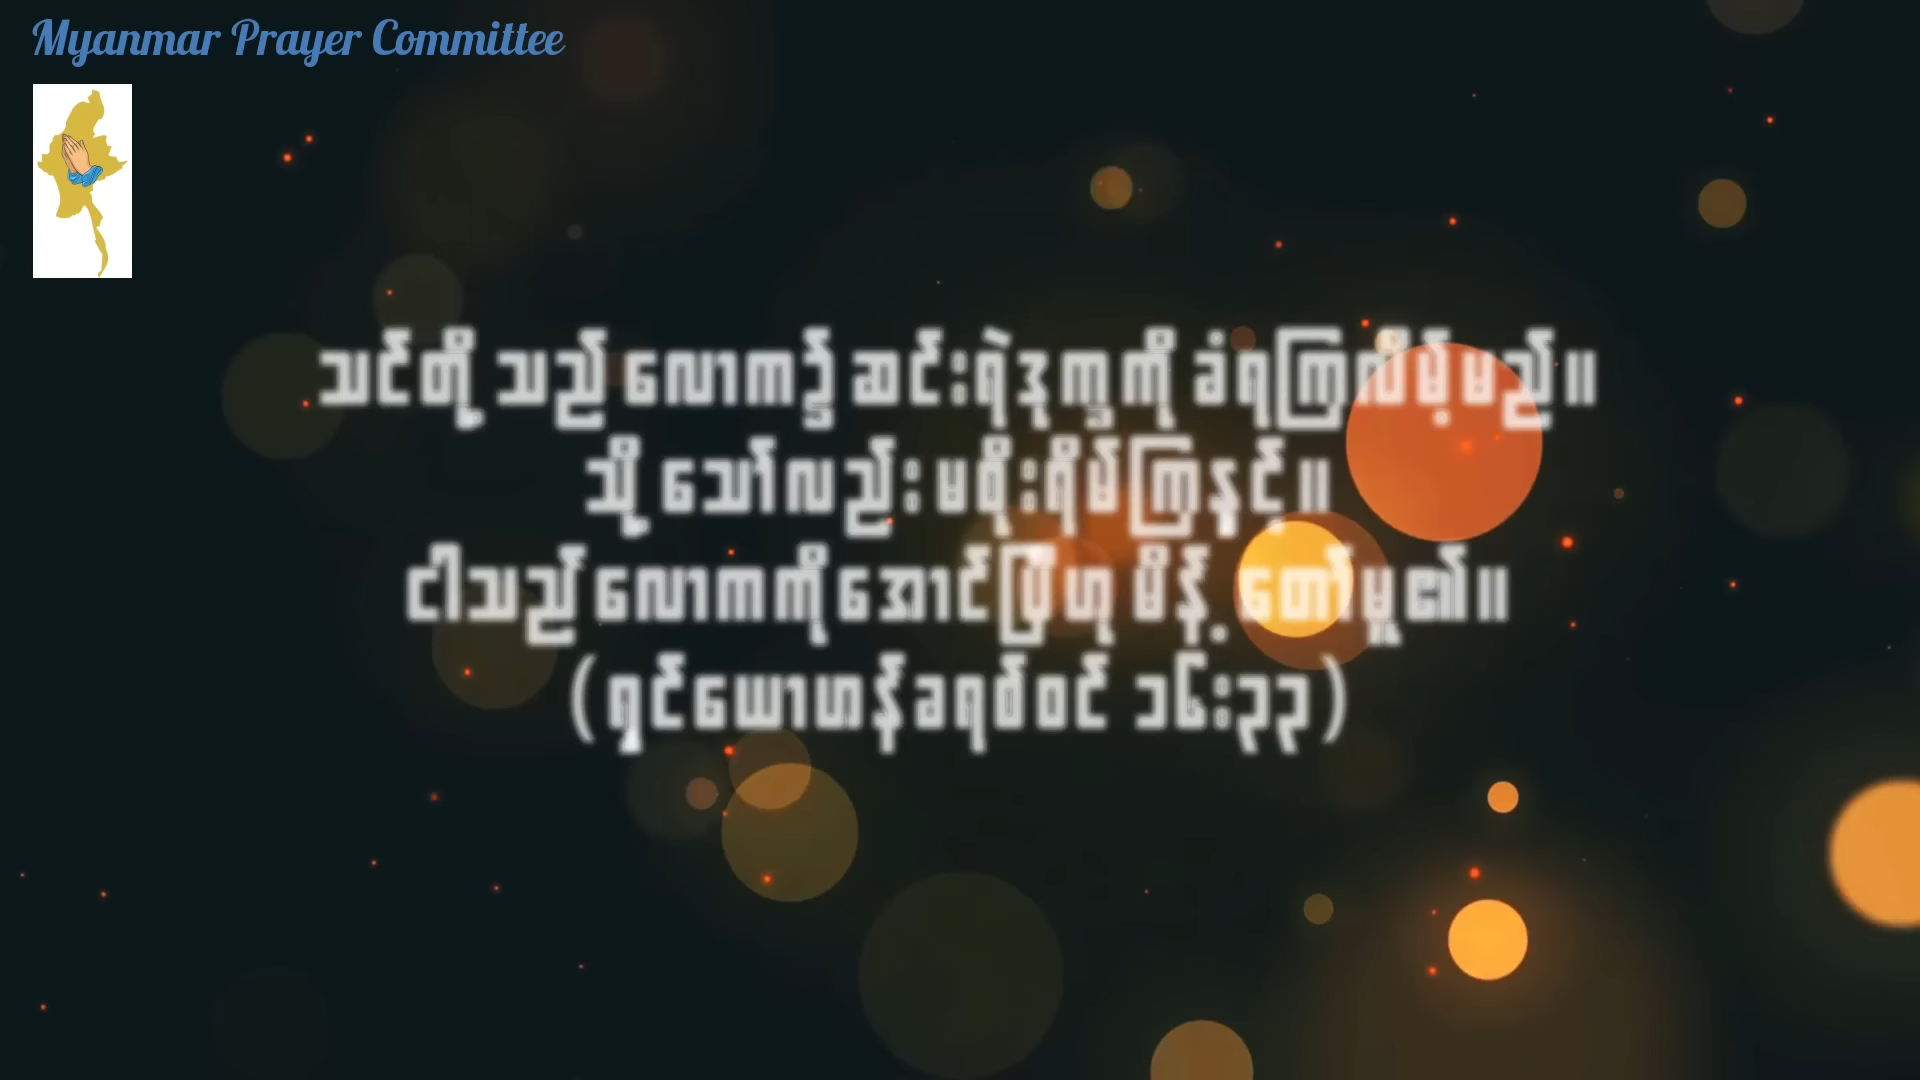 Myanmar Prayer Committee
သင်တို့သည်လောက၌ဆင်းရဲဒုက္ခကို ခံရကြလိမ့်မည်။
သို့သော်လည်းမစိုးရိမ်ကြနှင့်။
ငါသည်လောကကိုအောင်ပြီဟု မိန့်တော်မူ၏။
(ရှင်ယောဟန်ခရစ်ဝင် ၁၆း၃၃)